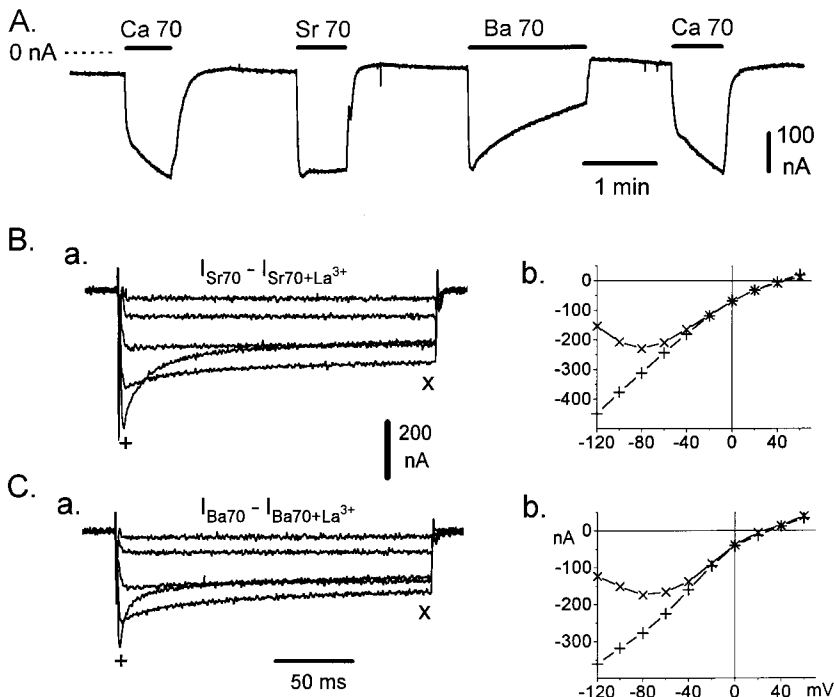 A.
Ca 70 Sr 70 Ba 70 Ca 70
0 nA
100 nA
1 min
B.
a.
I_Sr70 - I_Sr70+La³⁺
+
x
200 nA
b.
0
-100
-200
-300
-400
-120 -80 -40 0 40
C.
a.
I_Ba70 - I_Ba70+La³⁺
+
x
50 ms
b.
0
nA
-100
-200
-300
-120 -80 -40 0 40 mV